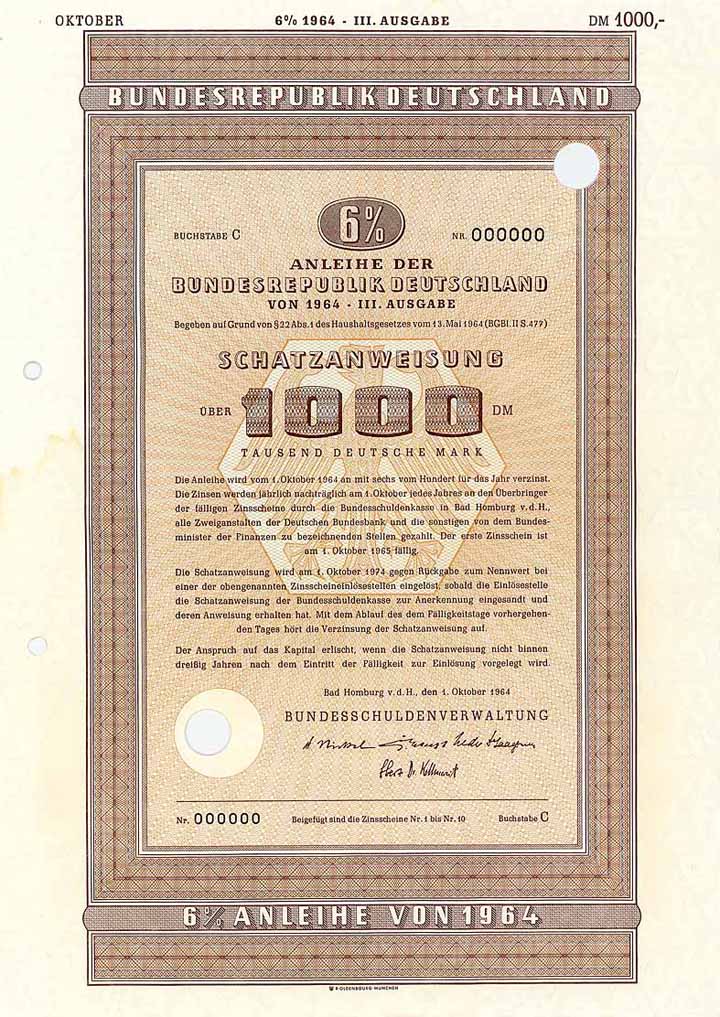 OKTOBER 6% 1964 - III. AUSGABE DM 1000,-
BUNDESREPUBLIK DEUTSCHLAND
6%
BUCHSTABE C NR. 000000
ANLEIHE DER
BUNDESREPUBLIK DEUTSCHLAND
VON 1964 - III. AUSGABE
Begeben auf Grund von § 22 Abs. 1 des Haushaltsgesetzes vom 13. Mai 1964 (BGBl. II S. 477)
SCHATZANWEISUNG
ÜBER 1000 DM
TAUSEND DEUTSCHE MARK
Die Anleihe wird vom 1. Oktober 1964 an mit sechs vom Hundert für das Jahr verzinst.
Die Zinsen werden jährlich nachträglich am 1. Oktober jedes Jahres an den Überbringer
der fälligen Zinsscheine durch die Bundesschuldenkasse in Bad Homburg v. d. H.,
alle Zweiganstalten der Deutschen Bundesbank und die sonstigen von dem Bundes-
minister der Finanzen zu bezeichnenden Stellen gezahlt. Der erste Zinsschein ist
am 1. Oktober 1965 fällig.
Die Schatzanweisung wird am 1. Oktober 1974 gegen Rückgabe zum Nennwert bei
einer der obengenannten Zinsscheineinlösestellen eingelöst, sobald die Einlösestelle
die Schatzanweisung der Bundesschuldenkasse zur Anerkennung eingesandt und
deren Anweisung erhalten hat. Mit dem Ablauf des dem Fälligkeitstage vorhergehen-
den Tages hört die Verzinsung der Schatzanweisung auf.
Der Anspruch auf das Kapital erlischt, wenn die Schatzanweisung nicht binnen
dreißig Jahren nach dem Eintritt der Fälligkeit zur Einlösung vorgelegt wird.
Bad Homburg v. d. H., den 1. Oktober 1964
BUNDESSCHULDENVERWALTUNG
Nr. 000000 Beigefügt sind die Zinsscheine Nr. 1 bis Nr. 10 Buchstabe C
6% ANLEIHE VON 1964
R. OLDENBOURG MÜNCHEN